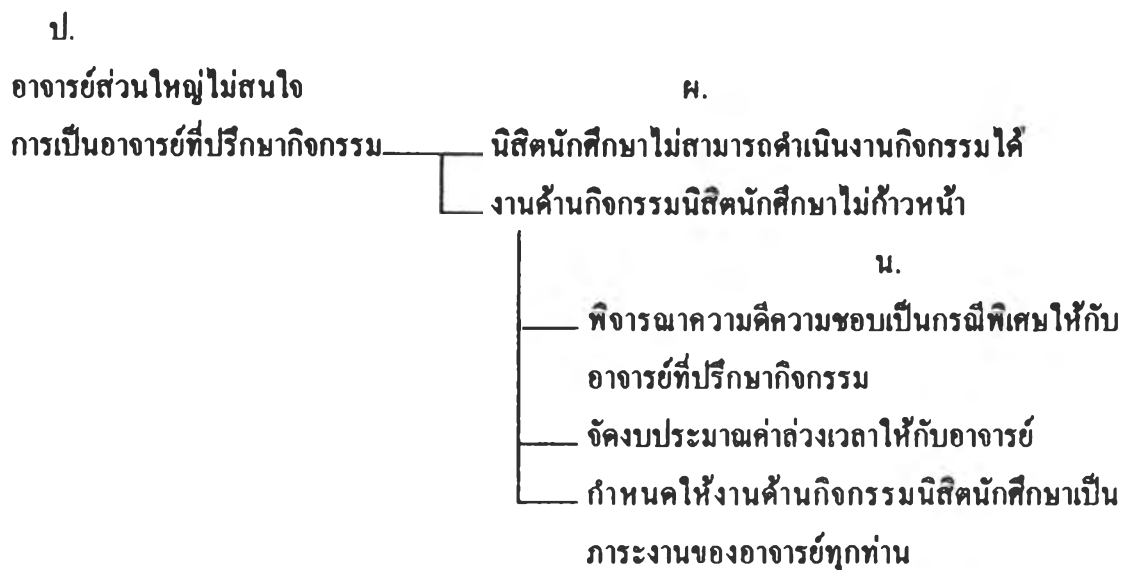 ป.
อาจารย์ส่วนใหญ่ไม่สนใจ
ผ.
การเป็นอาจารย์ที่ปรึกษากิจกรรม
นิสิตนักศึกษาไม่สามารถดำเนินงานกิจกรรมได้
งานด้านกิจกรรมนิสิตนักศึกษาไม่ก้าวหน้า
น.
พิจารณาความดีความชอบเป็นกรณีพิเศษให้กับ
อาจารย์ที่ปรึกษากิจกรรม
จัดงบประมาณค่าล่วงเวลาให้กับอาจารย์
กำหนดให้งานด้านกิจกรรมนิสิตนักศึกษาเป็น
ภาระงานของอาจารย์ทุกท่าน